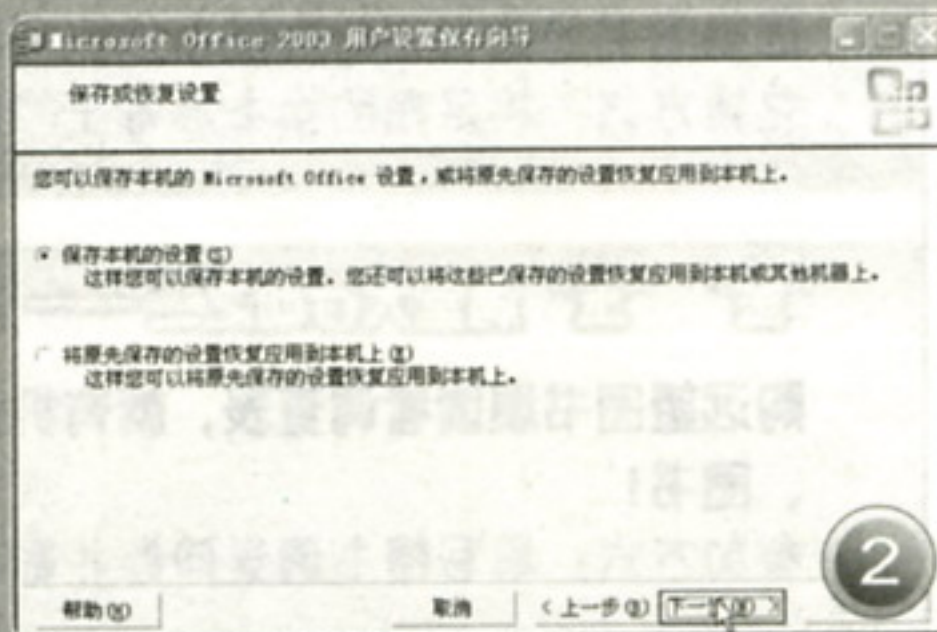 Microsoft Office 2003 用户设置保存向导
保存或恢复设置
您可以保存本机的 Microsoft Office 设置，或将原先保存的设置恢复应用到本机上。
保存本机的设置(C)
这样您可以保存本机的设置。您还可以将这些已保存的设置恢复应用到本机或其他机器上。
将原先保存的设置恢复应用到本机上
这样您可以将原先保存的设置恢复应用到本机上。
2
帮助 取消 <上一步(B) 下一步(N) >